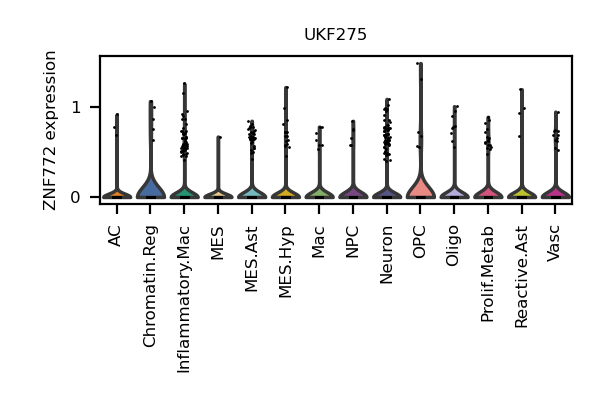 UKF275
ZNF772 expression
1
0
AC
Chromatin.Reg
Inflammatory.Mac
MES
MES.Ast
MES.Hyp
Mac
NPC
Neuron
OPC
Oligo
Prolif.Metab
Reactive.Ast
Vasc